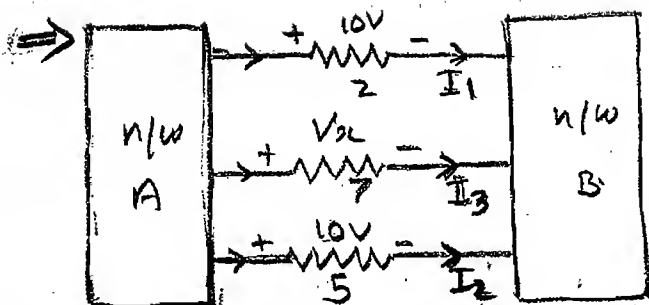 10V
+ -
2 I1
n/w
A
Vx
+ -
7 I3
n/w
B
10V
+ -
5 I2